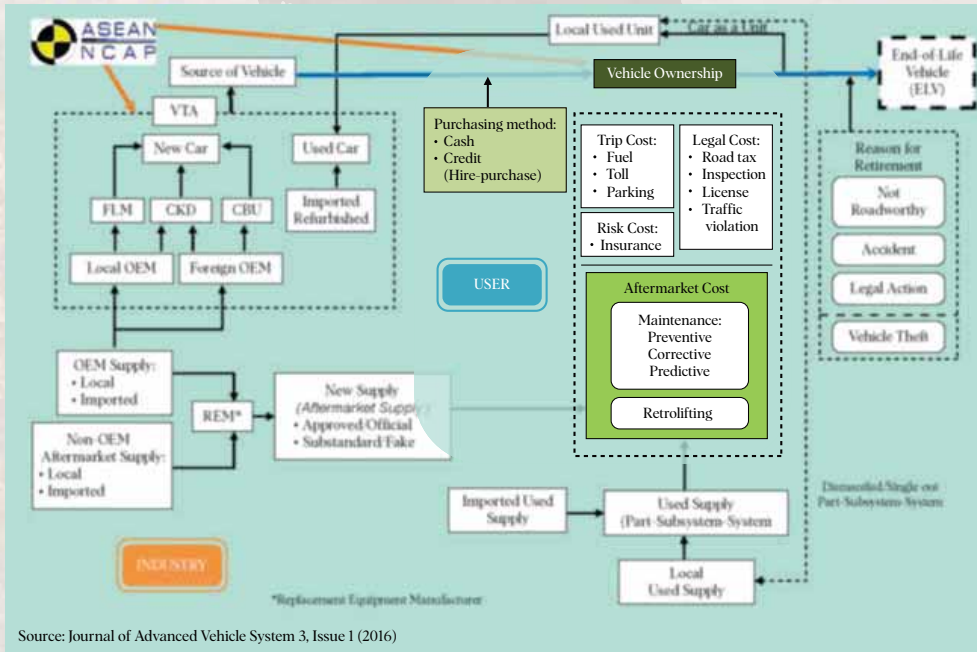 ASEAN
NCAP
Local Used Unit
Car as a Unit
Source of Vehicle
Vehicle Ownership
End-of-Life
Vehicle
(ELV)
VTA
New Car
Used Car
FLM
CKD
CBU
Imported
Refurbished
Local OEM
Foreign OEM
Purchasing method:
• Cash
• Credit
(Hire-purchase)
Trip Cost:
• Fuel
• Toll
• Parking
Legal Cost:
• Road tax
• Inspection
• License
• Traffic
violation
Risk Cost:
• Insurance
Reason for
Retirement
Not
Roadworthy
Accident
Legal Action
Vehicle Theft
USER
Aftermarket Cost
Maintenance:
Preventive
Corrective
Predictive
Retrolifting
OEM Supply:
• Local
• Imported
REM*
New Supply
(Aftermarket Supply)
• Approved/Official
• Substandard/Fake
Non-OEM
Aftermarket Supply:
• Local
• Imported
Imported Used
Supply
Used Supply
(Part-Subsystem-System
Dismantled/Single out
Part-Subsystem-System
Local
Used Supply
INDUSTRY
*Replacement Equipment Manufacturer
Source: Journal of Advanced Vehicle System 3, Issue 1 (2016)